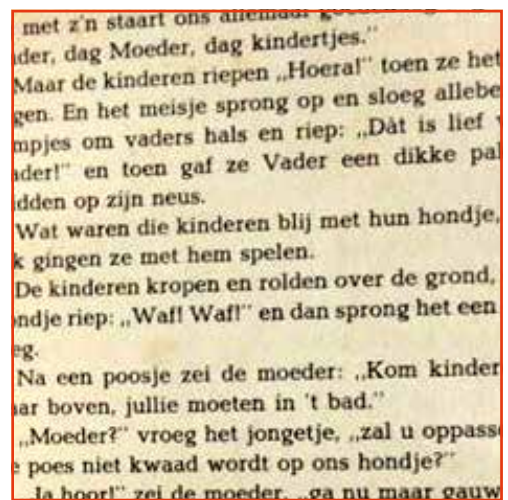 met z'n staart ons allemaal
der, dag Moeder, dag kindertjes."
Maar de kinderen riepen „Hoera!" toen ze het
gen. En het meisje sprong op en sloeg allebe
mpjes om vaders hals en riep: „Dàt is lief v
ader!" en toen gaf ze Vader een dikke pal
idden op zijn neus.
Wat waren die kinderen blij met hun hondje,
k gingen ze met hem spelen.
De kinderen kropen en rolden over de grond,
ondje riep: „Waf! Waf!" en dan sprong het een
eg.
Na een poosje zei de moeder: „Kom kinder
aar boven, jullie moeten in 't bad."
„Moeder?" vroeg het jongetje, „zal u oppass
e poes niet kwaad wordt op ons hondje?"
Ja hoor!" zei de moeder, „ga nu maar gauw